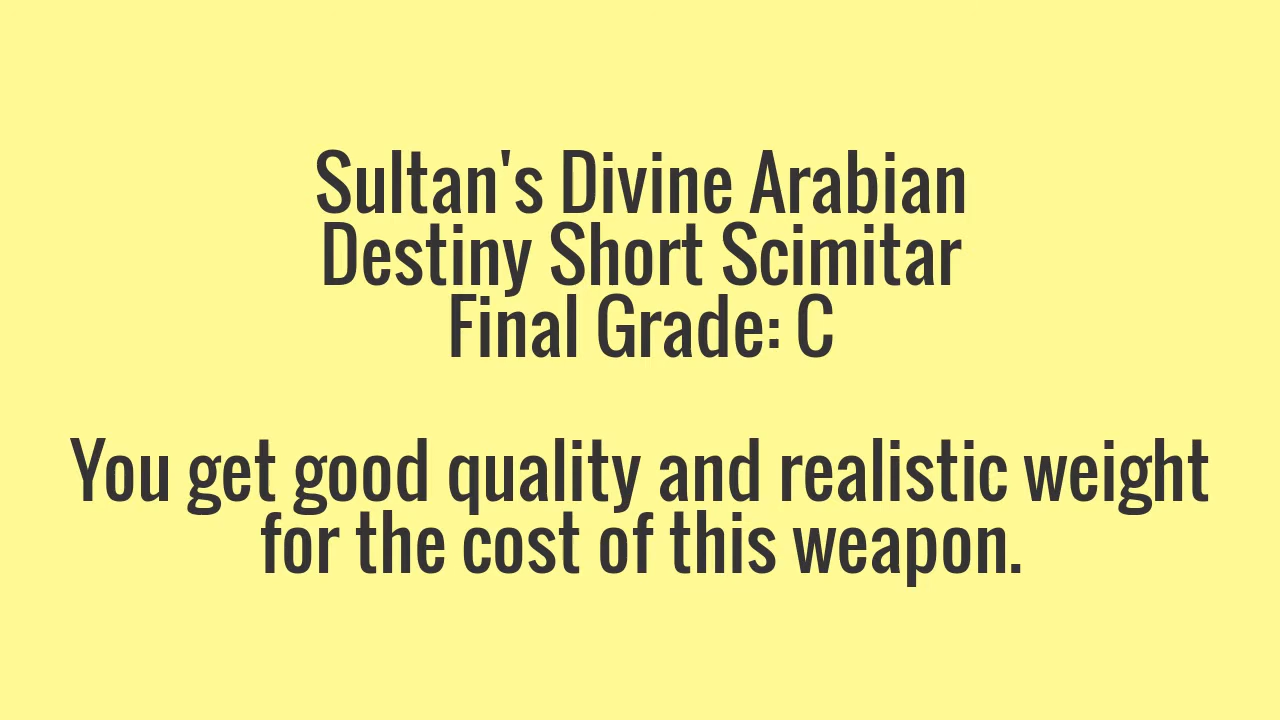 Sultan's Divine Arabian
Destiny Short Scimitar
Final Grade: C
You get good quality and realistic weight
for the cost of this weapon.